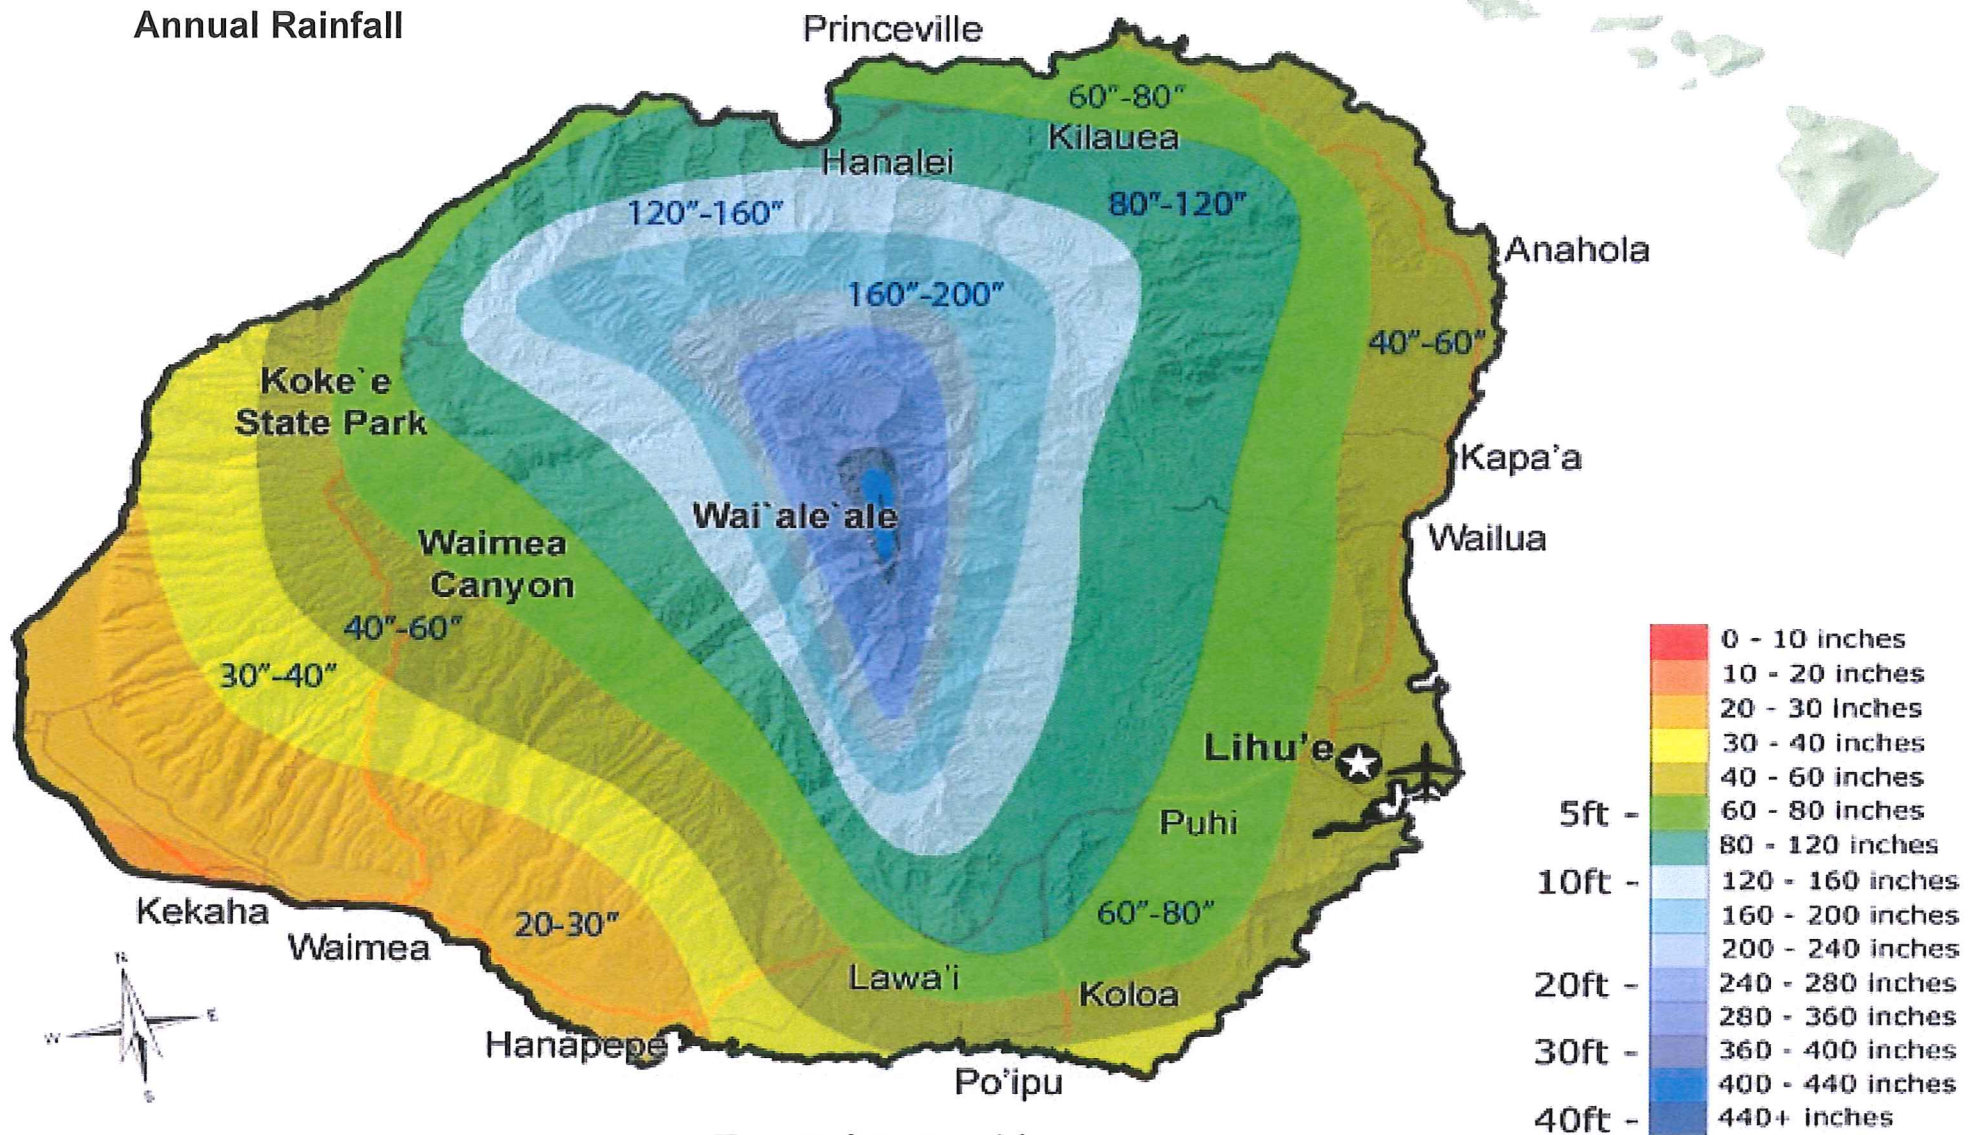 Annual Rainfall
Princeville
60”-80”
Kilauea
Hanalei
120”-160”
80”-120”
Anahola
160”-200”
40”-60”
Koke`e
State Park
Kapa’a
Wai`ale`ale
Wailua
Waimea
Canyon
40”-60”
30”-40”
Lihu’e
Puhi
60”-80”
20-30”
Kekaha
Waimea
Lawa’i
Koloa
Hanapepe
Po’ipu
N
W
E
S
0 - 10 inches
10 - 20 inches
20 - 30 inches
30 - 40 inches
40 - 60 inches
5ft - 60 - 80 inches
80 - 120 inches
10ft - 120 - 160 inches
160 - 200 inches
200 - 240 inches
20ft - 240 - 280 inches
280 - 360 inches
30ft - 360 - 400 inches
400 - 440 inches
40ft - 440+ inches